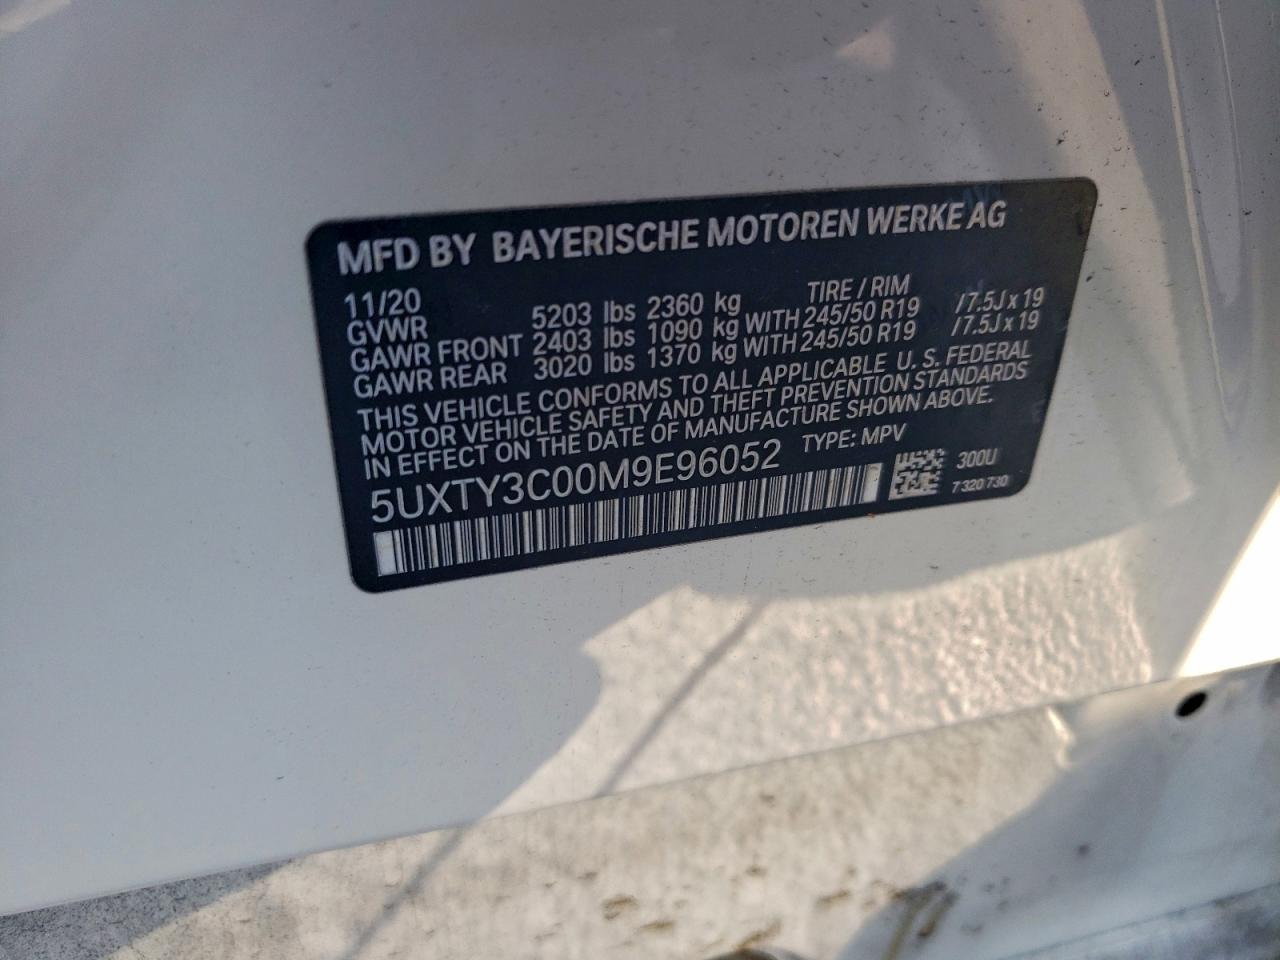 MFD BY BAYERISCHE MOTOREN WERKE AG
11/20 TIRE / RIM
GVWR 5203 lbs 2360 kg
GAWR FRONT 2403 lbs 1090 kg WITH 245/50 R19 /7.5J x 19
GAWR REAR 3020 lbs 1370 kg WITH 245/50 R19 /7.5J x 19
THIS VEHICLE CONFORMS TO ALL APPLICABLE U. S. FEDERAL
MOTOR VEHICLE SAFETY AND THEFT PREVENTION STANDARDS
IN EFFECT ON THE DATE OF MANUFACTURE SHOWN ABOVE.
5UXTY3C00M9E96052 TYPE: MPV
300U
7 320 730